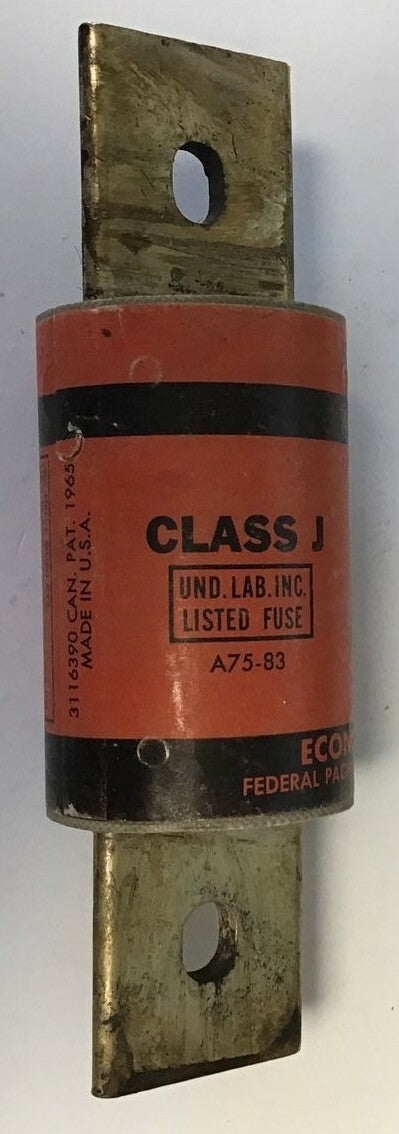 CLASS J
UND. LAB. INC.
LISTED FUSE
A75-83
ECON
FEDERAL PAC
3116390 CAN. PAT. 1965
MADE IN U.S.A.